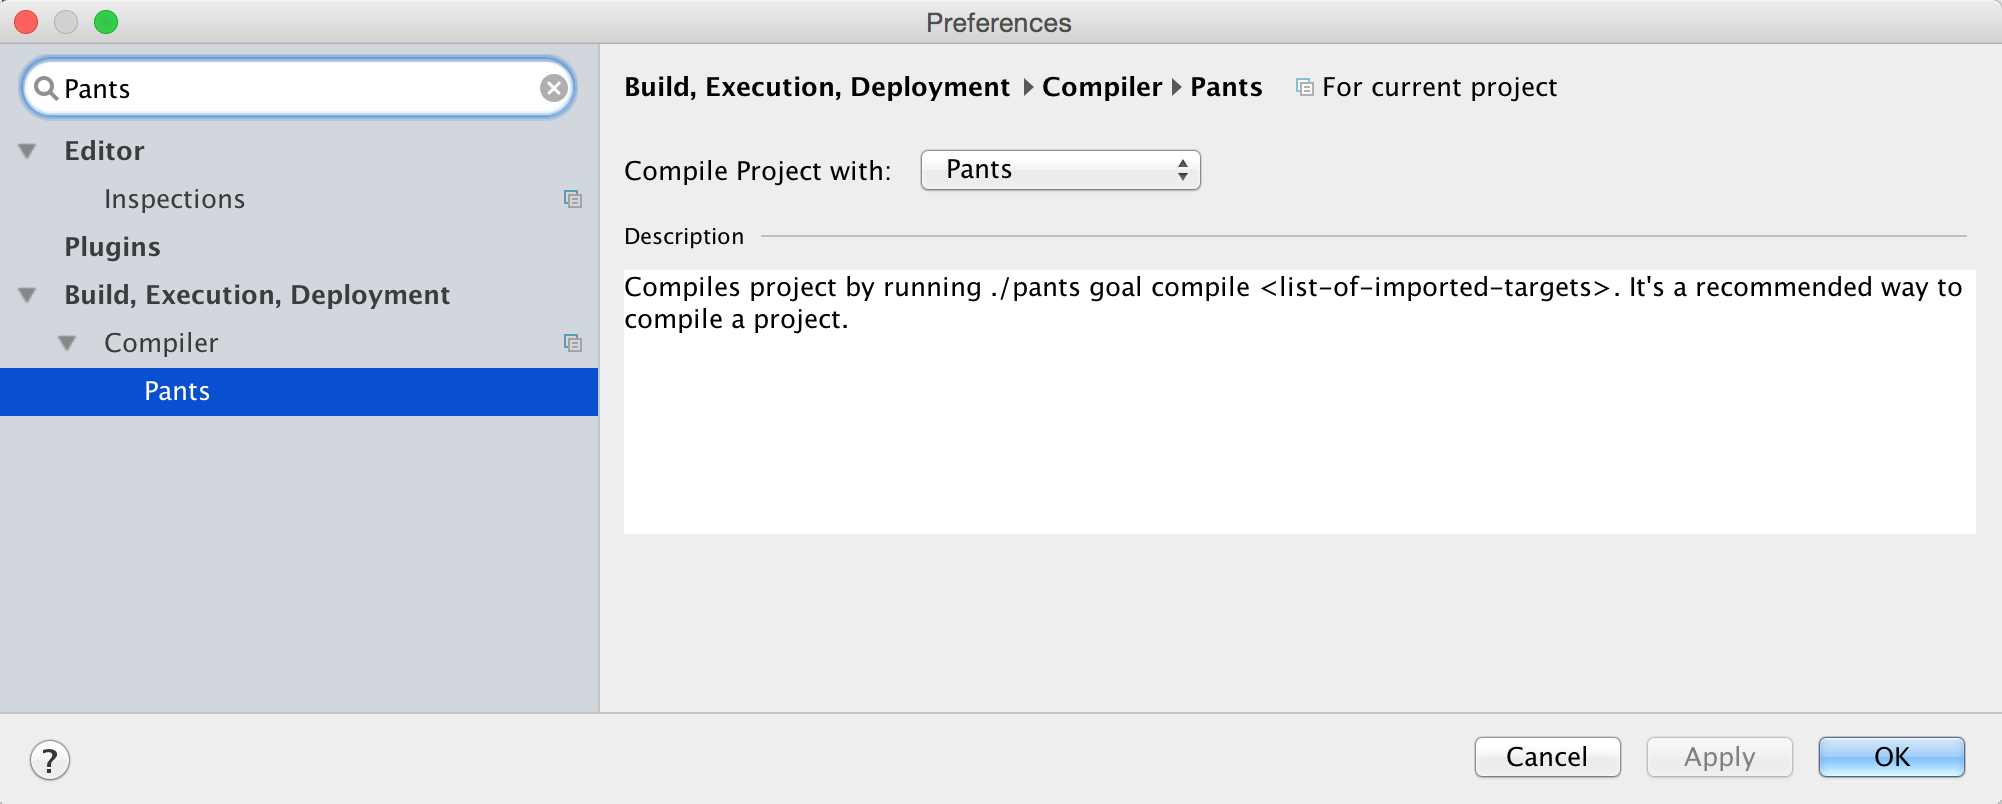 Preferences
Pants
Editor
Inspections
Plugins
Build, Execution, Deployment
Compiler
Pants
Build, Execution, Deployment Compiler Pants For current project
Compile Project with: Pants
Description
Compiles project by running ./pants goal compile <list-of-imported-targets>. It's a recommended way to
compile a project.
?
Cancel Apply OK